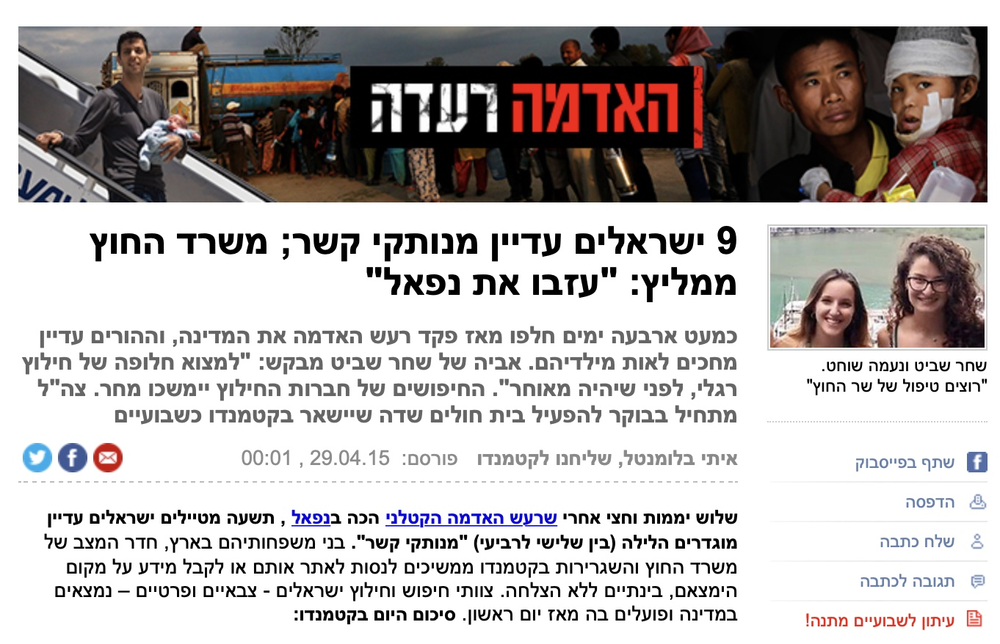 האדמה רעדה
9 ישראלים עדיין מנותקי קשר; משרד החוץ
ממליץ: "עזבו את נפאל"
כמעט ארבעה ימים חלפו מאז פקד רעש האדמה את המדינה, וההורים עדיין
מחכים לאות מילדיהם. אביה של שחר שביט מבקש: "למצוא חלופה של חילוץ
רגלי, לפני שיהיה מאוחר". החיפושים של חברות החילוץ יימשכו מחר. צה"ל
מתחיל בבוקר להפעיל בית חולים שדה שיישאר בקטמנדו כשבועיים
איתי בלומנטל, שליחנו לקטמנדו פורסם: 29.04.15 , 00:01
שלוש יממות וחצי אחרי שרעש האדמה הקטלני הכה בנפאל , תשעה מטיילים ישראלים עדיין
מוגדרים הלילה (בין שלישי לרביעי) "מנותקי קשר". בני משפחותיהם בארץ, חדר המצב של
משרד החוץ והשגרירות בקטמנדו ממשיכים לנסות לאתר אותם או לקבל מידע על מקום
הימצאם, בינתיים ללא הצלחה. צוותי חיפוש וחילוץ ישראלים - צבאיים ופרטיים – נמצאים
במדינה ופועלים בה מאז יום ראשון. סיכום היום בקטמנדו:
שחר שביט ונעמה שוחט.
"רוצים טיפול של שר החוץ"
שתף בפייסבוק
הדפסה
שלח כתבה
תגובה לכתבה
עיתון לשבועיים מתנה!